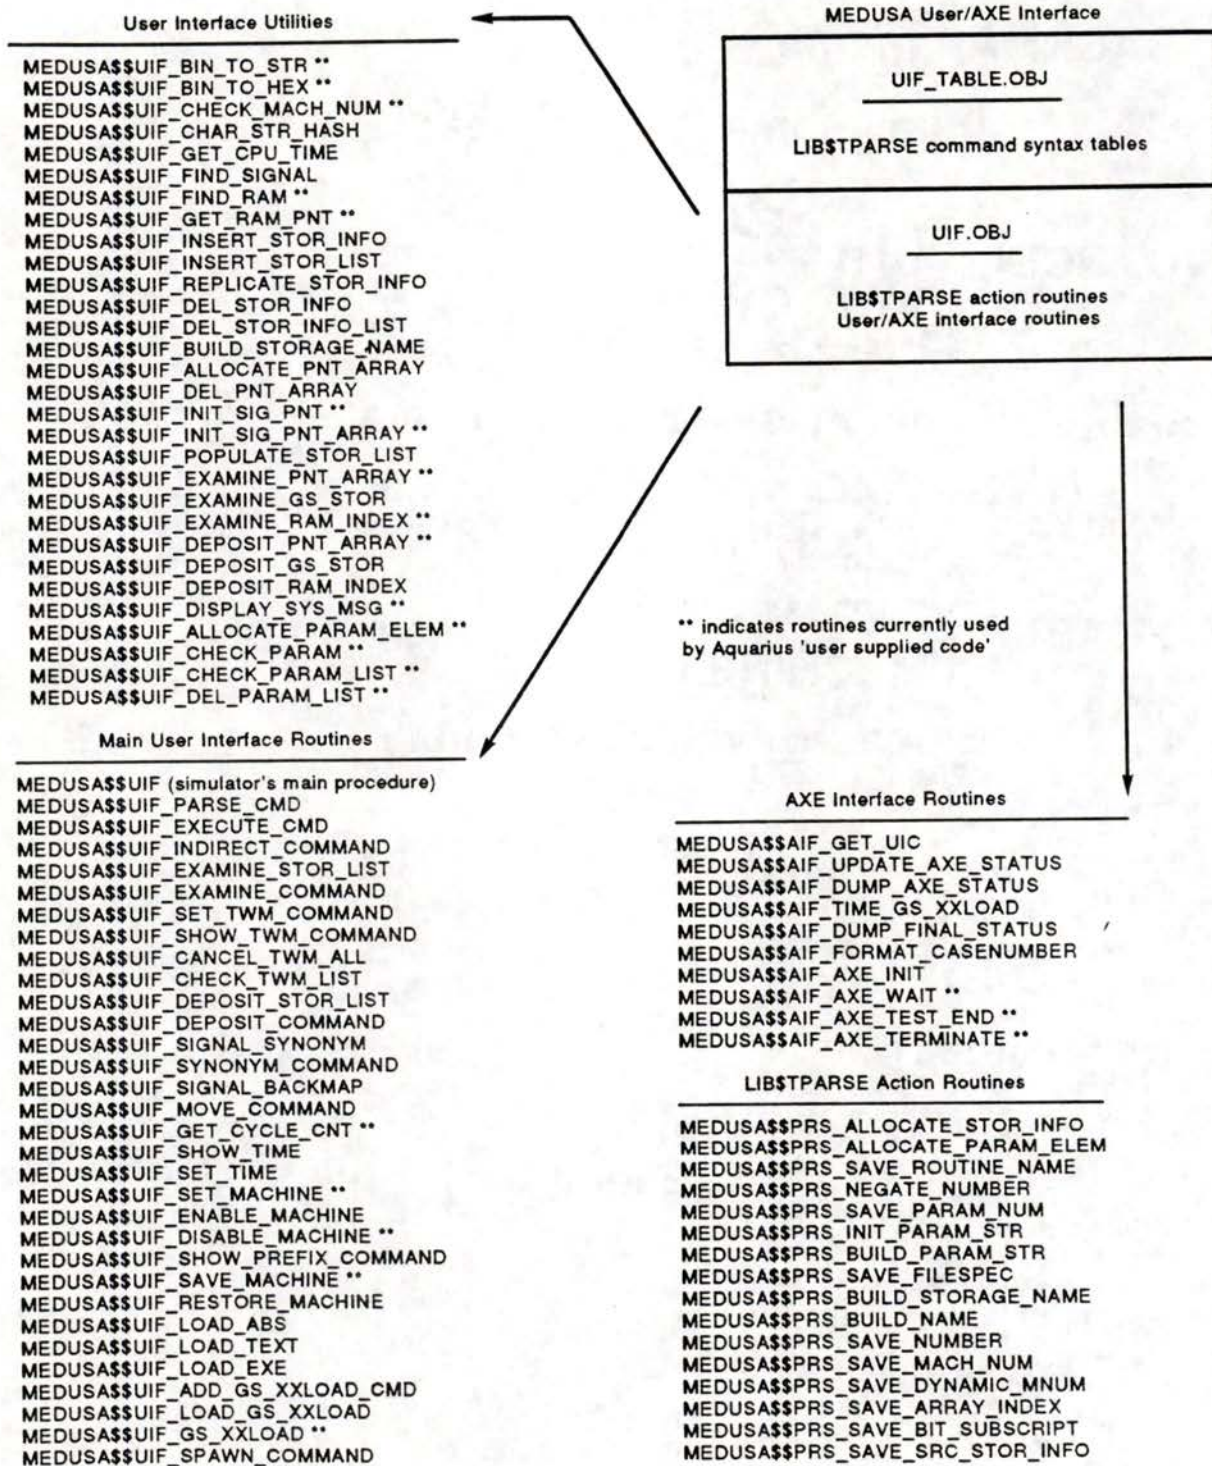 User Interface Utilities
MEDUSA$$UIF_BIN_TO_STR **
MEDUSA$$UIF_BIN_TO_HEX **
MEDUSA$$UIF_CHECK_MACH_NUM **
MEDUSA$$UIF_CHAR_STR_HASH
MEDUSA$$UIF_GET_CPU_TIME
MEDUSA$$UIF_FIND_SIGNAL
MEDUSA$$UIF_FIND_RAM **
MEDUSA$$UIF_GET_RAM_PNT **
MEDUSA$$UIF_INSERT_STOR_INFO
MEDUSA$$UIF_INSERT_STOR_LIST
MEDUSA$$UIF_REPLICATE_STOR_INFO
MEDUSA$$UIF_DEL_STOR_INFO
MEDUSA$$UIF_DEL_STOR_INFO_LIST
MEDUSA$$UIF_BUILD_STORAGE_NAME
MEDUSA$$UIF_ALLOCATE_PNT_ARRAY
MEDUSA$$UIF_DEL_PNT_ARRAY
MEDUSA$$UIF_INIT_SIG_PNT **
MEDUSA$$UIF_INIT_SIG_PNT_ARRAY **
MEDUSA$$UIF_POPULATE_STOR_LIST
MEDUSA$$UIF_EXAMINE_PNT_ARRAY **
MEDUSA$$UIF_EXAMINE_GS_STOR
MEDUSA$$UIF_EXAMINE_RAM_INDEX **
MEDUSA$$UIF_DEPOSIT_PNT_ARRAY **
MEDUSA$$UIF_DEPOSIT_GS_STOR
MEDUSA$$UIF_DEPOSIT_RAM_INDEX
MEDUSA$$UIF_DISPLAY_SYS_MSG **
MEDUSA$$UIF_ALLOCATE_PARAM_ELEM **
MEDUSA$$UIF_CHECK_PARAM **
MEDUSA$$UIF_CHECK_PARAM_LIST **
MEDUSA$$UIF_DEL_PARAM_LIST **
Main User Interface Routines
MEDUSA$$UIF (simulator's main procedure)
MEDUSA$$UIF_PARSE_CMD
MEDUSA$$UIF_EXECUTE_CMD
MEDUSA$$UIF_INDIRECT_COMMAND
MEDUSA$$UIF_EXAMINE_STOR_LIST
MEDUSA$$UIF_EXAMINE_COMMAND
MEDUSA$$UIF_SET_TWM_COMMAND
MEDUSA$$UIF_SHOW_TWM_COMMAND
MEDUSA$$UIF_CANCEL_TWM_ALL
MEDUSA$$UIF_CHECK_TWM_LIST
MEDUSA$$UIF_DEPOSIT_STOR_LIST
MEDUSA$$UIF_DEPOSIT_COMMAND
MEDUSA$$UIF_SIGNAL_SYNONYM
MEDUSA$$UIF_SYNONYM_COMMAND
MEDUSA$$UIF_SIGNAL_BACKMAP
MEDUSA$$UIF_MOVE_COMMAND
MEDUSA$$UIF_GET_CYCLE_CNT **
MEDUSA$$UIF_SHOW_TIME
MEDUSA$$UIF_SET_TIME
MEDUSA$$UIF_SET_MACHINE **
MEDUSA$$UIF_ENABLE_MACHINE
MEDUSA$$UIF_DISABLE_MACHINE **
MEDUSA$$UIF_SHOW_PREFIX_COMMAND
MEDUSA$$UIF_SAVE_MACHINE **
MEDUSA$$UIF_RESTORE_MACHINE
MEDUSA$$UIF_LOAD_ABS
MEDUSA$$UIF_LOAD_TEXT
MEDUSA$$UIF_LOAD_EXE
MEDUSA$$UIF_ADD_GS_XXLOAD_CMD
MEDUSA$$UIF_LOAD_GS_XXLOAD
MEDUSA$$UIF_GS_XXLOAD **
MEDUSA$$UIF_SPAWN_COMMAND
MEDUSA User/AXE Interface
UIF_TABLE.OBJ
LIB$TPARSE command syntax tables
UIF.OBJ
LIB$TPARSE action routines
User/AXE interface routines
** indicates routines currently used
by Aquarius 'user supplied code'
AXE Interface Routines
MEDUSA$$AIF_GET_UIC
MEDUSA$$AIF_UPDATE_AXE_STATUS
MEDUSA$$AIF_DUMP_AXE_STATUS
MEDUSA$$AIF_TIME_GS_XXLOAD
MEDUSA$$AIF_DUMP_FINAL_STATUS
MEDUSA$$AIF_FORMAT_CASENUMBER
MEDUSA$$AIF_AXE_INIT
MEDUSA$$AIF_AXE_WAIT **
MEDUSA$$AIF_AXE_TEST_END **
MEDUSA$$AIF_AXE_TERMINATE **
LIB$TPARSE Action Routines
MEDUSA$$PRS_ALLOCATE_STOR_INFO
MEDUSA$$PRS_ALLOCATE_PARAM_ELEM
MEDUSA$$PRS_SAVE_ROUTINE_NAME
MEDUSA$$PRS_NEGATE_NUMBER
MEDUSA$$PRS_SAVE_PARAM_NUM
MEDUSA$$PRS_INIT_PARAM_STR
MEDUSA$$PRS_BUILD_PARAM_STR
MEDUSA$$PRS_SAVE_FILESPEC
MEDUSA$$PRS_BUILD_STORAGE_NAME
MEDUSA$$PRS_BUILD_NAME
MEDUSA$$PRS_SAVE_NUMBER
MEDUSA$$PRS_SAVE_MACH_NUM
MEDUSA$$PRS_SAVE_DYNAMIC_MNUM
MEDUSA$$PRS_SAVE_ARRAY_INDEX
MEDUSA$$PRS_SAVE_BIT_SUBSCRIPT
MEDUSA$$PRS_SAVE_SRC_STOR_INFO